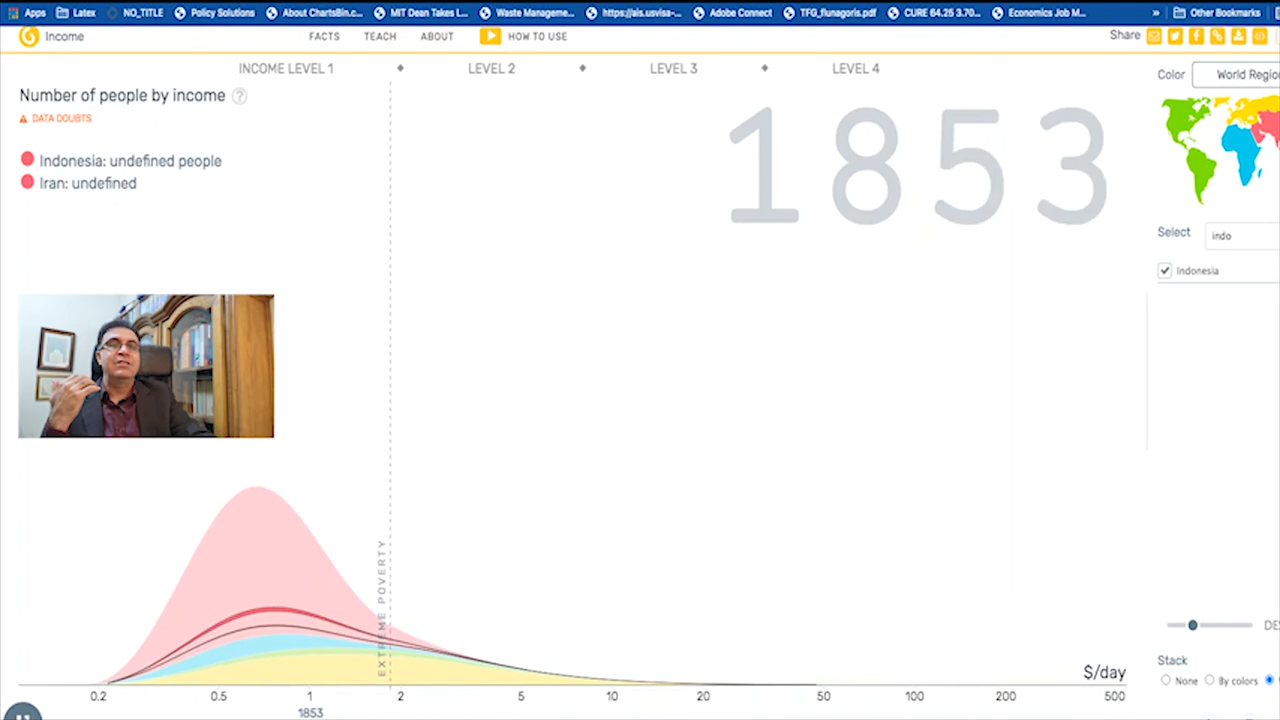 Apps Latex NO_TITLE Policy Solutions About ChartsBin.c... MIT Dean Takes L... Waste Manageme... https://ais.usvisa-... Adobe Connect TFG_flunagoris.pdf CURE 64.25 3.70... Economics Job M... » Other Bookmarks
Income FACTS TEACH ABOUT HOW TO USE Share
INCOME LEVEL 1 LEVEL 2 LEVEL 3 LEVEL 4
Color World Region
Number of people by income ?
DATA DOUBTS
1853
Indonesia: undefined people
Iran: undefined
Select indo
Indonesia
EXTREME POVERTY
DES
Stack
None By colors
$/day
0.2 0.5 1 2 5 10 20 50 100 200 500
1853